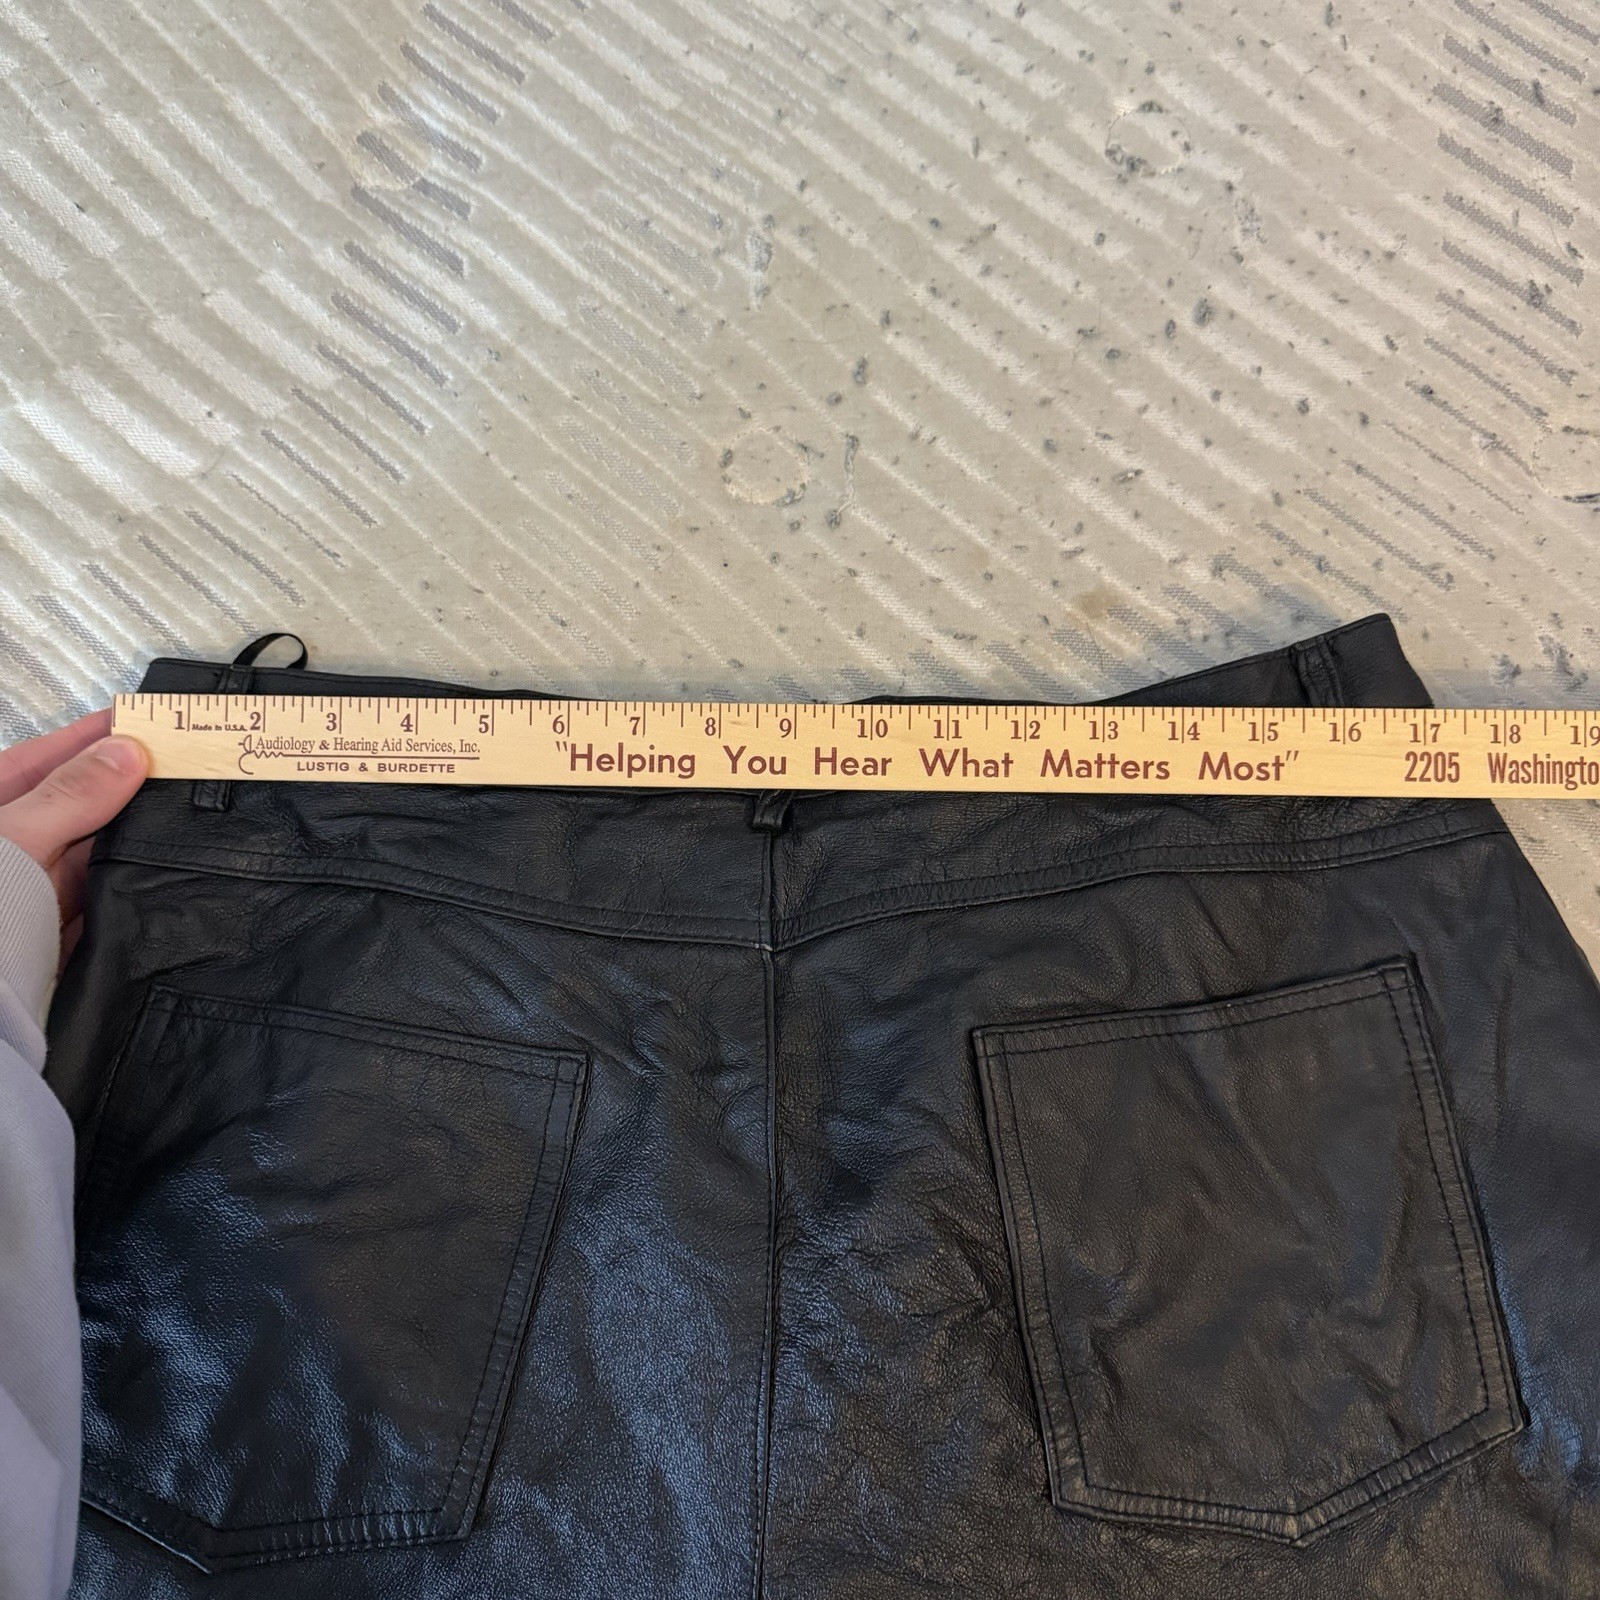 1 2 3 4 5 6 7 8 9 10 11 12 13 14 15 16 17 18 19
Made in U.S.A.
Audiology & Hearing Aid Services, Inc.
LUSTIG & BURDETTE
"Helping You Hear What Matters Most"
2205 Washingto